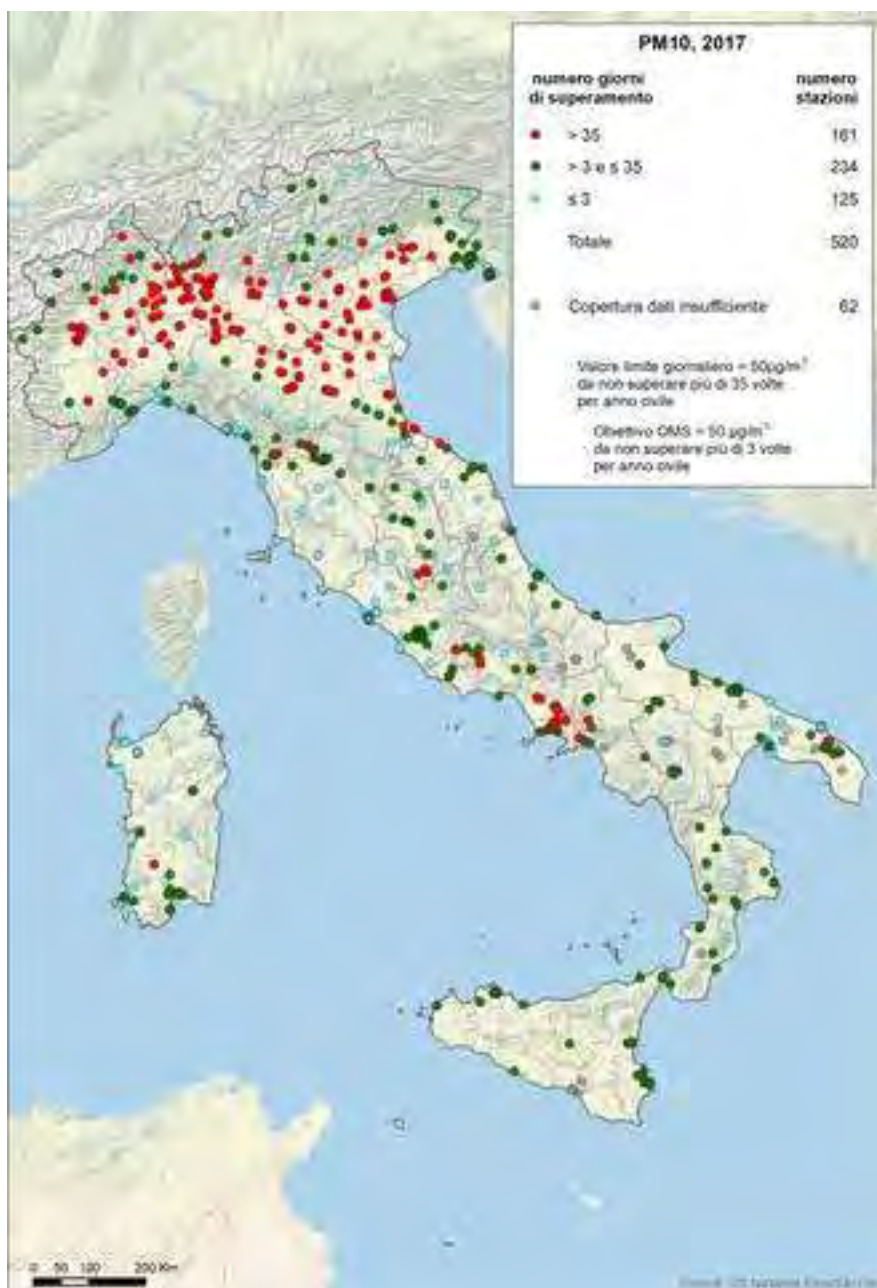 PM10, 2017
numero giorni di superamento numero stazioni
> 35 161
> 3 e ≤ 35 234
≤ 3 125
Totale 520
Copertura dati insufficiente 62
Valore limite giornaliero = 50µg/m³
da non superare più di 35 volte
per anno civile
Obiettivo OMS = 50 µg/m³
da non superare più di 3 volte
per anno civile
0 50 100 200 Km